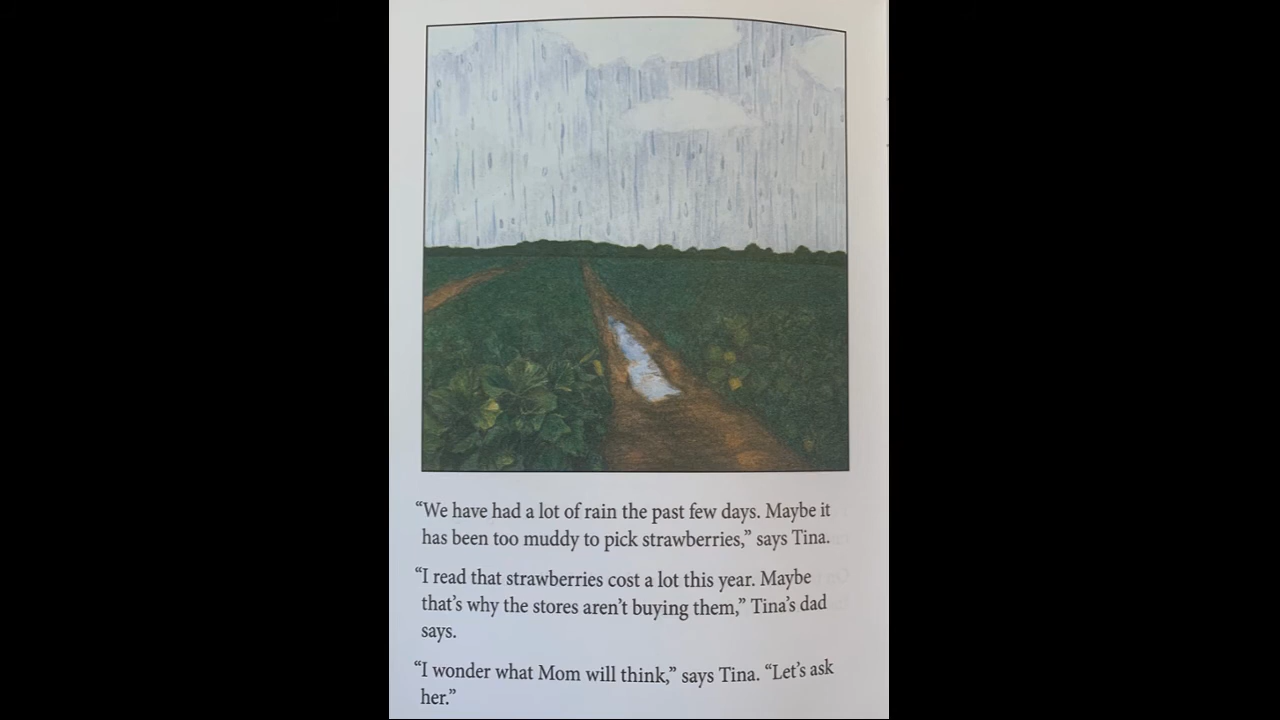 “We have had a lot of rain the past few days. Maybe it
has been too muddy to pick strawberries,” says Tina.
“I read that strawberries cost a lot this year. Maybe
that’s why the stores aren’t buying them,” Tina’s dad
says.
“I wonder what Mom will think,” says Tina. “Let’s ask
her.”